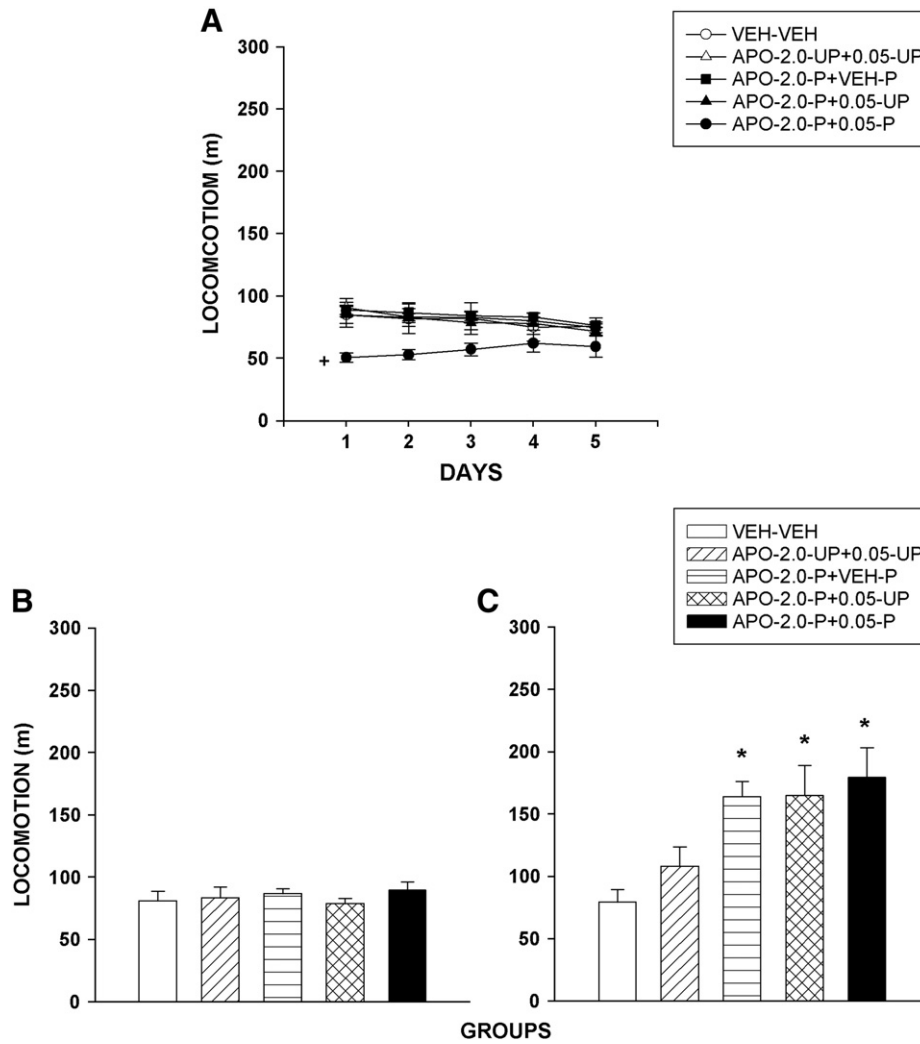 A
VEH-VEH
APO-2.0-UP+0.05-UP
APO-2.0-P+VEH-P
APO-2.0-P+0.05-UP
APO-2.0-P+0.05-P
LOCOMCOTIOM (m)
300
250
200
150
100
50
0
+
1 2 3 4 5
DAYS
VEH-VEH
APO-2.0-UP+0.05-UP
APO-2.0-P+VEH-P
APO-2.0-P+0.05-UP
APO-2.0-P+0.05-P
B
LOCOMOTION (m)
300
250
200
150
100
50
0
C
300
250
200
150
100
50
0
* * *
GROUPS